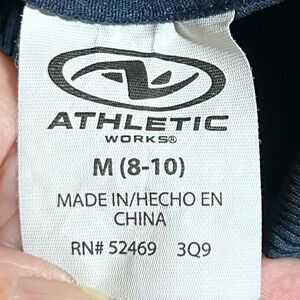 ATHLETIC
WORKS®
M (8-10)
MADE IN/HECHO EN
CHINA
RN# 52469 3Q9